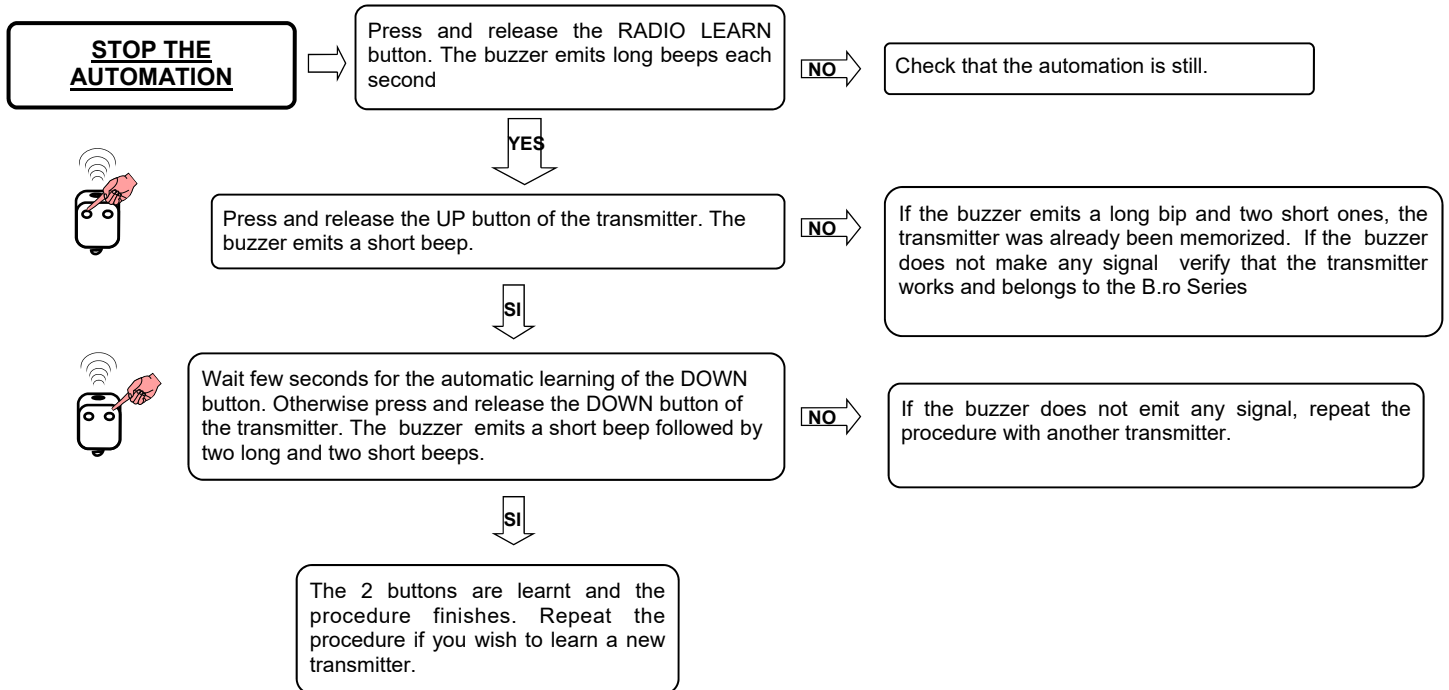 STOP THE
AUTOMATION
Press and release the RADIO LEARN
button. The buzzer emits long beeps each
second
NO
Check that the automation is still.
YES
Press and release the UP button of the transmitter. The
buzzer emits a short beep.
NO
If the buzzer emits a long bip and two short ones, the
transmitter was already been memorized. If the buzzer
does not make any signal verify that the transmitter
works and belongs to the B.ro Series
SI
Wait few seconds for the automatic learning of the DOWN
button. Otherwise press and release the DOWN button of
the transmitter. The buzzer emits a short beep followed by
two long and two short beeps.
NO
If the buzzer does not emit any signal, repeat the
procedure with another transmitter.
SI
The 2 buttons are learnt and the
procedure finishes. Repeat the
procedure if you wish to learn a new
transmitter.